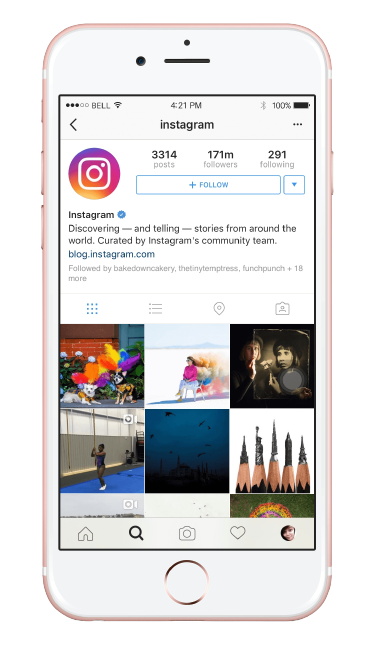 BELL 4:21 PM 100%
instagram
3314 171m 291
posts followers following
+ FOLLOW
Instagram
Discovering — and telling — stories from around the
world. Curated by Instagram's community team.
blog.instagram.com
Followed by bakedowncakery, thetinytempress, funchpunch + 18
more